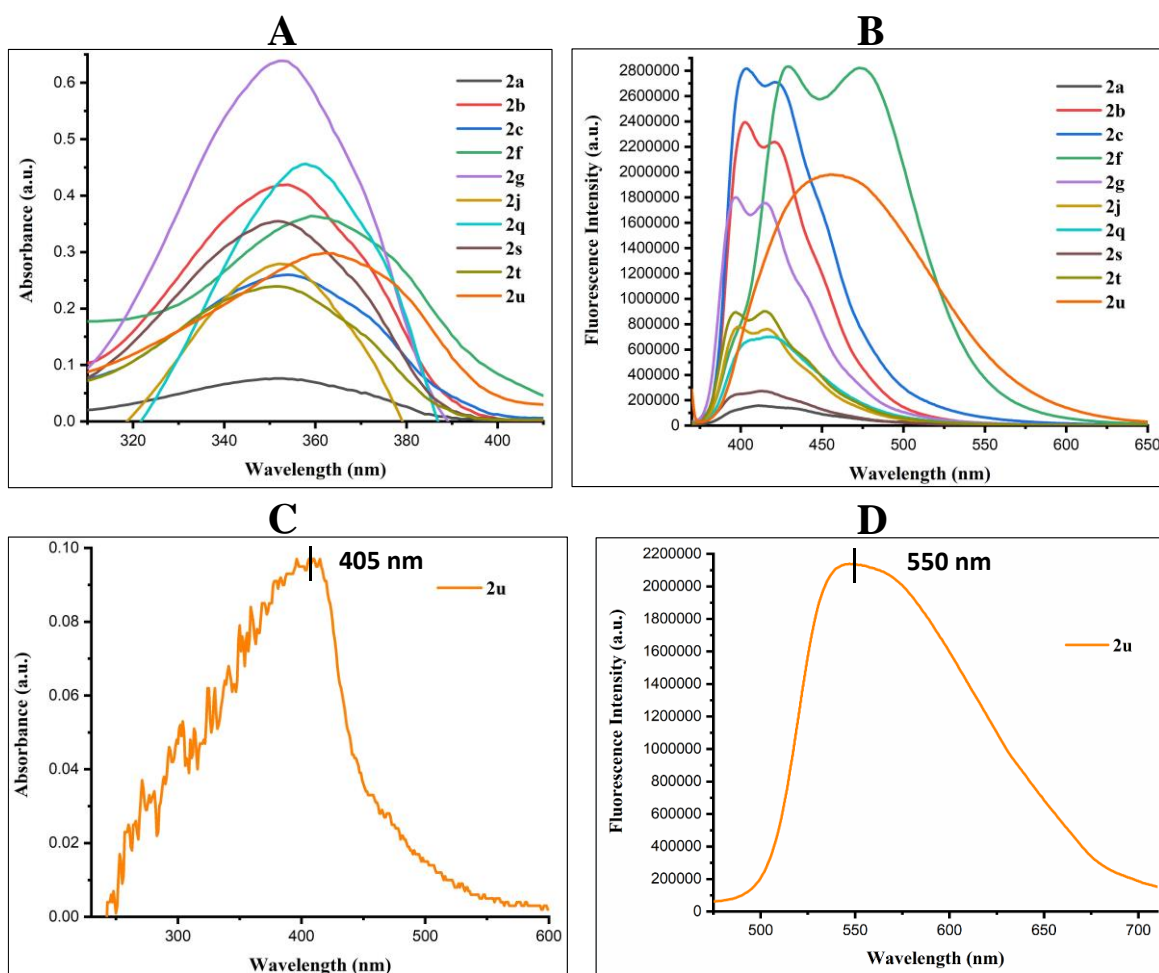 A
Absorbance (a.u.)
0.6
0.5
0.4
0.3
0.2
0.1
0.0
320
340
360
380
400
Wavelength (nm)
2a
2b
2c
2f
2g
2j
2q
2s
2t
2u
B
Fluorescence Intensity (a.u.)
2800000
2600000
2400000
2200000
2000000
1800000
1600000
1400000
1200000
1000000
800000
600000
400000
200000
0
400
450
500
550
600
650
Wavelength (nm)
2a
2b
2c
2f
2g
2j
2q
2s
2t
2u
C
Absorbance (a.u.)
0.10
0.08
0.06
0.04
0.02
0.00
300
400
500
600
Wavelength (nm)
405 nm
2u
D
Fluorescence Intensity (a.u.)
2200000
2000000
1800000
1600000
1400000
1200000
1000000
800000
600000
400000
200000
0
500
550
600
650
700
Wavelength (nm)
550 nm
2u